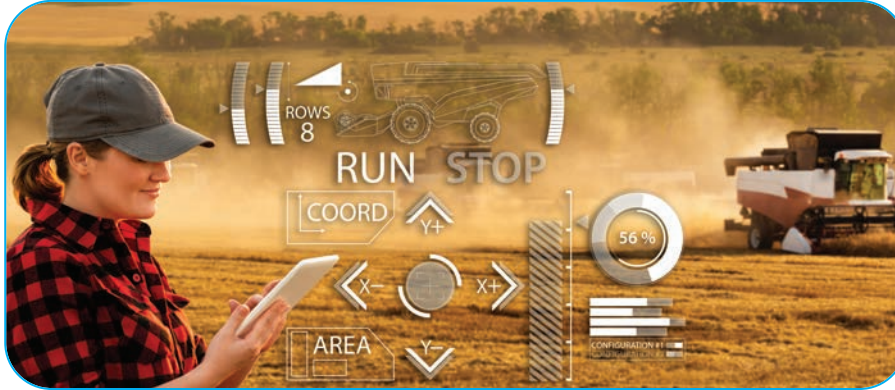 ROWS
8
RUN STOP
COORD
Y+
56 %
X− X+
AREA
Y−
CONFIGURATION #1